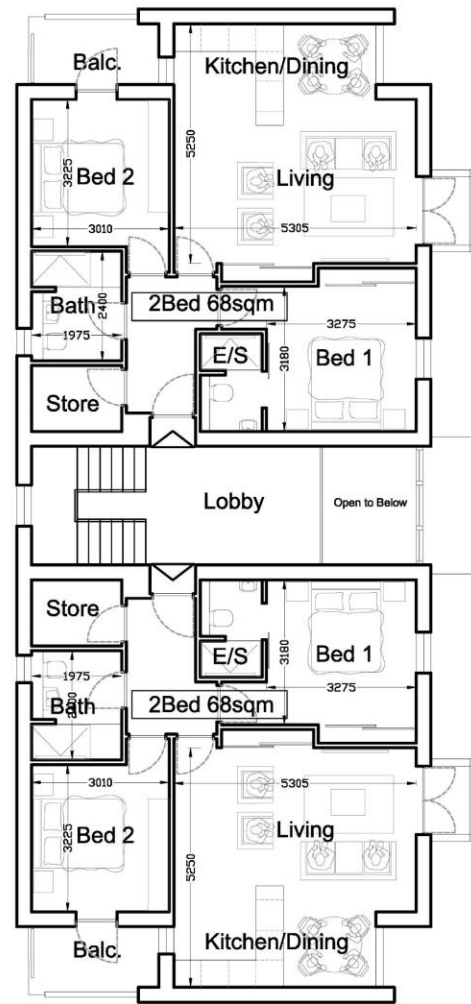 Balc.
Kitchen/Dining
3225
5250
Bed 2
Living
3010
5305
Bath
2400
2Bed 68sqm
1975
3275
E/S
3180
Bed 1
Store
Lobby
Open to Below
Store
E/S
3180
Bed 1
1975
3275
Bath
2Bed 68sqm
3010
5305
3225
Bed 2
5250
Living
Balc.
Kitchen/Dining